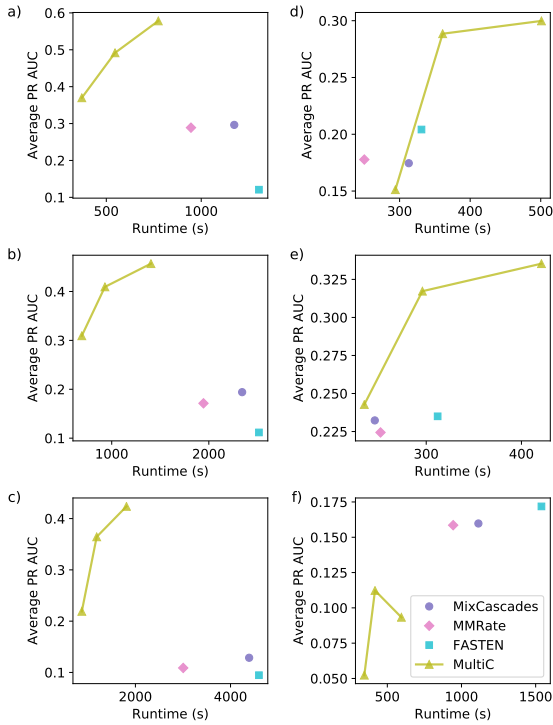 a)
Average PR AUC
0.6
0.5
0.4
0.3
0.2
0.1
500
1000
Runtime (s)
d)
Average PR AUC
0.30
0.25
0.20
0.15
300
400
500
Runtime (s)
b)
Average PR AUC
0.4
0.3
0.2
0.1
1000
2000
Runtime (s)
e)
Average PR AUC
0.325
0.300
0.275
0.250
0.225
300
400
Runtime (s)
c)
Average PR AUC
0.4
0.3
0.2
0.1
2000
4000
Runtime (s)
f)
Average PR AUC
0.175
0.150
0.125
0.100
0.075
0.050
MixCascades
MMRate
FASTEN
MultiC
500
1000
1500
Runtime (s)